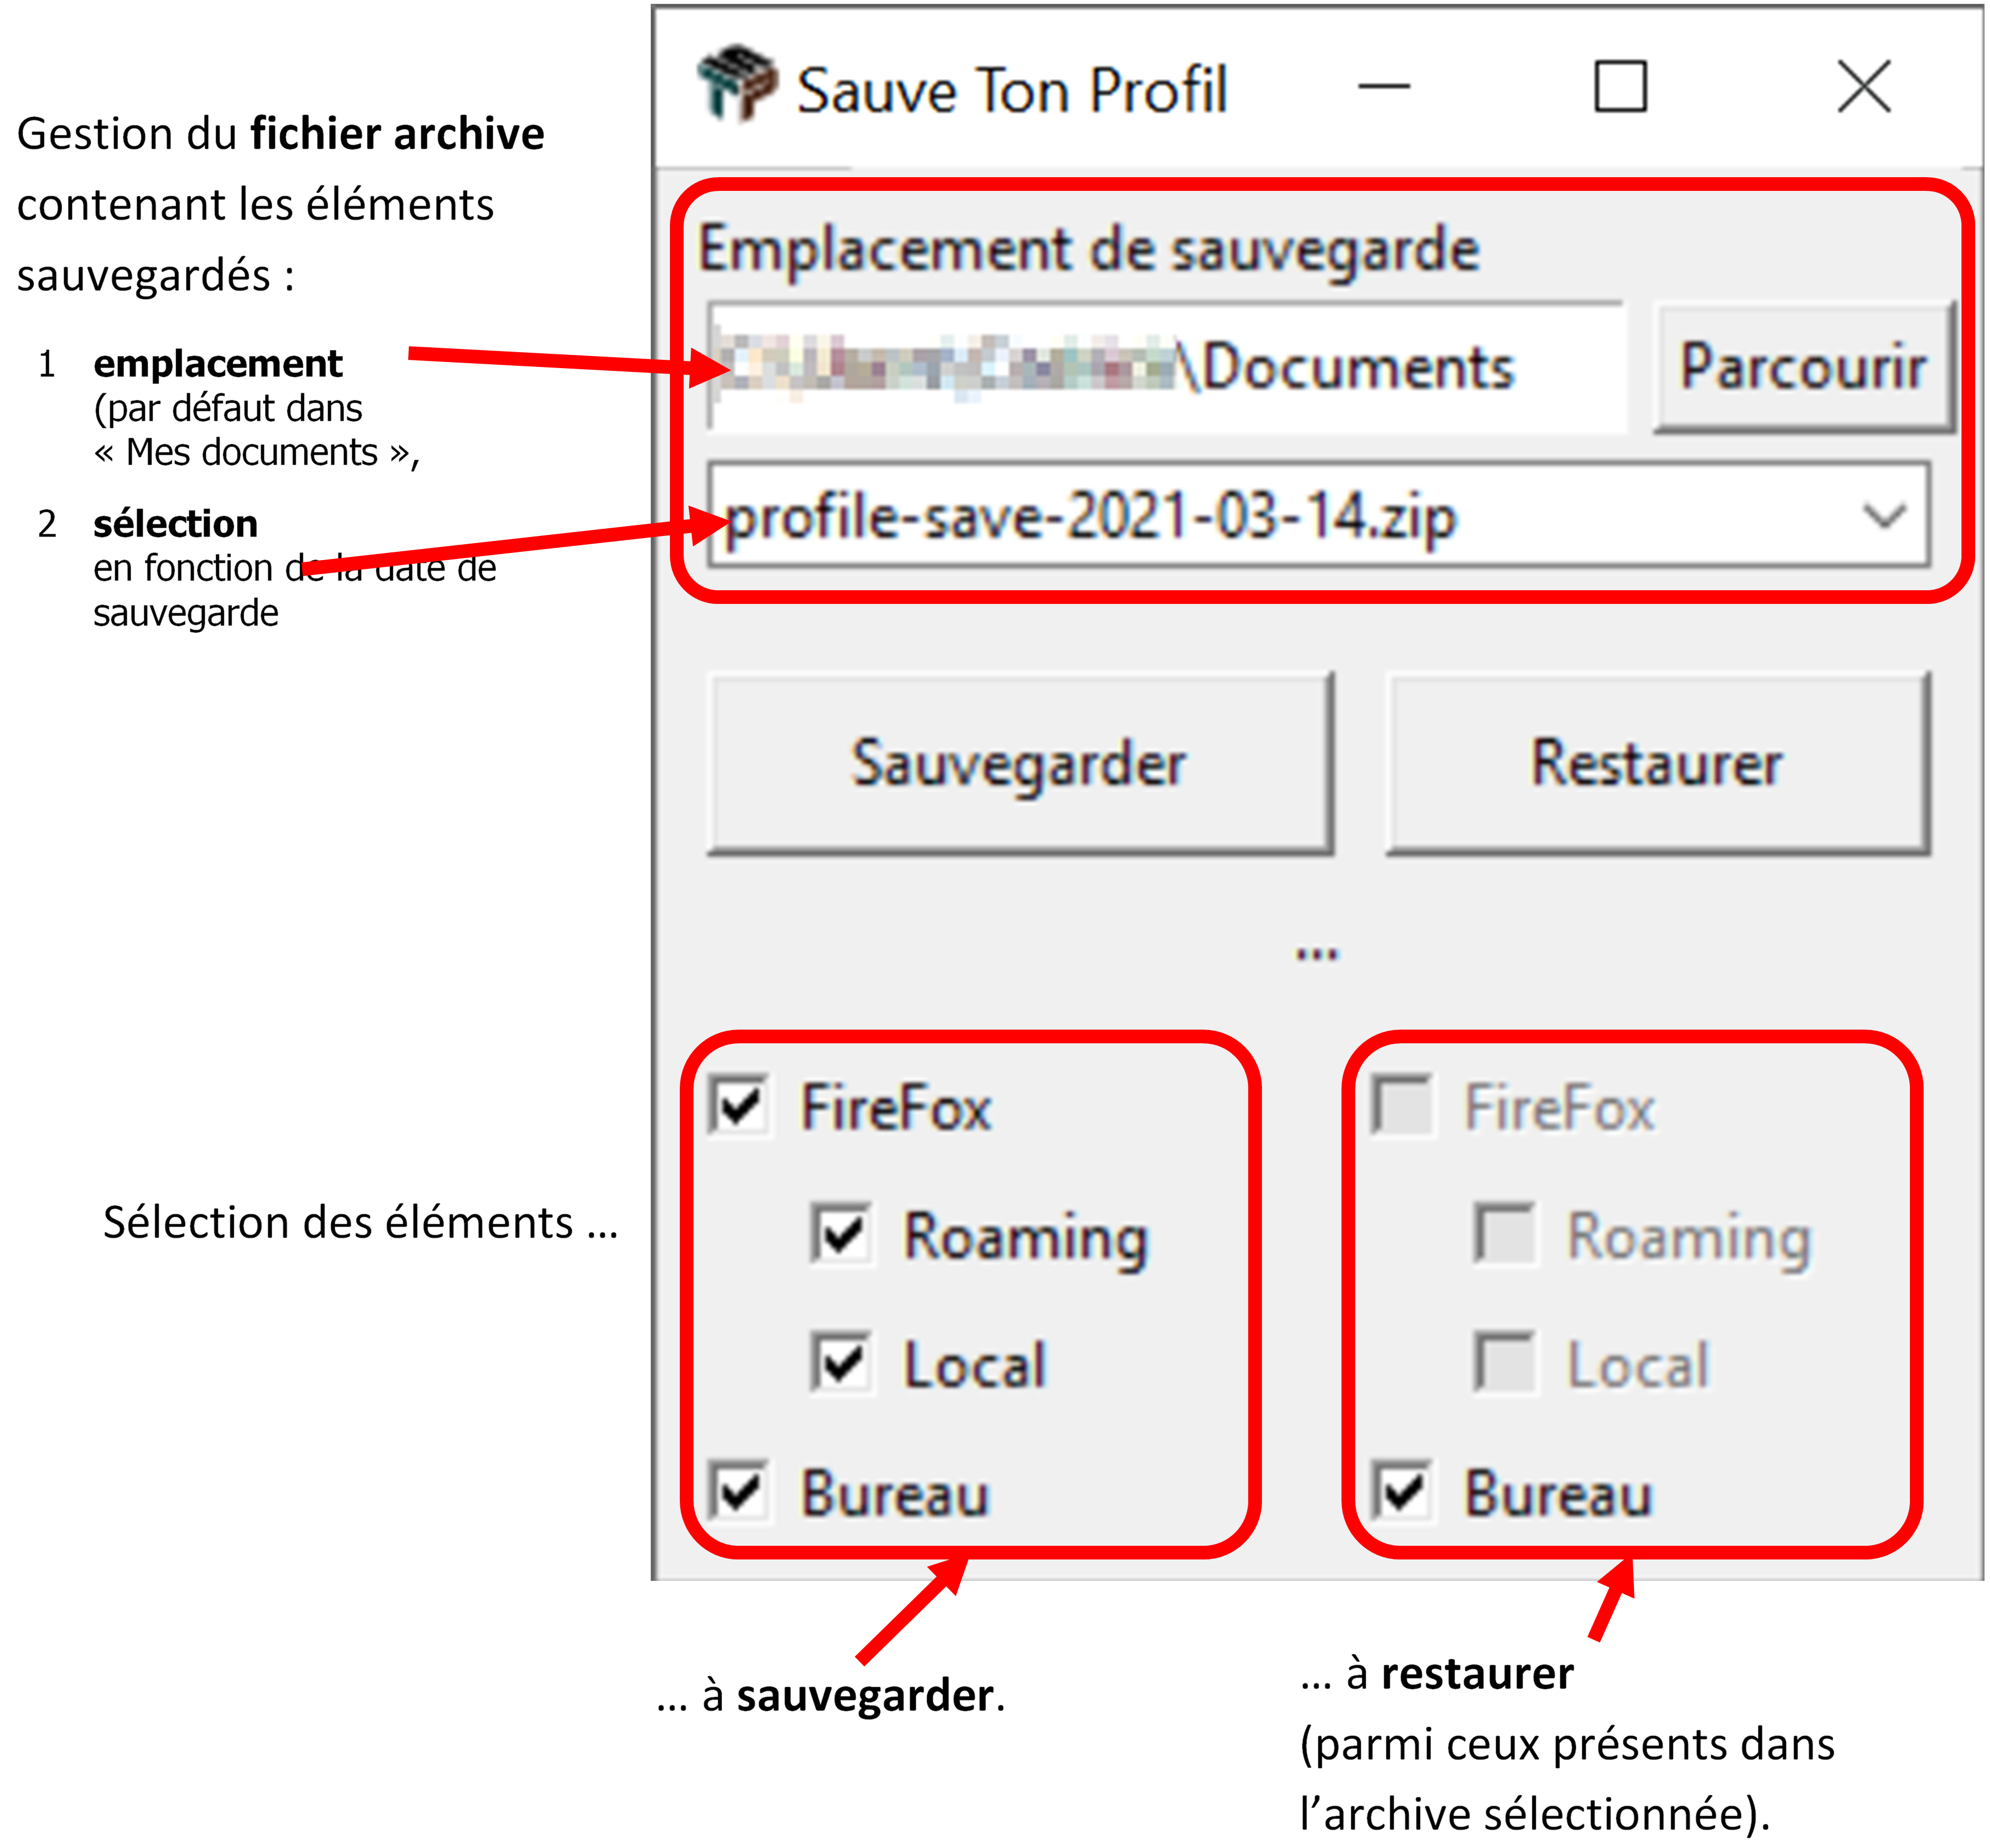 Sauve Ton Profil
Gestion du fichier archive
contenant les éléments
sauvegardés :
1 emplacement
(par défaut dans
« Mes documents »,
2 sélection
en fonction de la date de
sauvegarde
Emplacement de sauvegarde
\Documents
Parcourir
profile-save-2021-03-14.zip
Sauvegarder
Restaurer
...
Sélection des éléments ...
FireFox
Roaming
Local
Bureau
FireFox
Roaming
Local
Bureau
... à sauvegarder.
... à restaurer
(parmi ceux présents dans
l’archive sélectionnée).